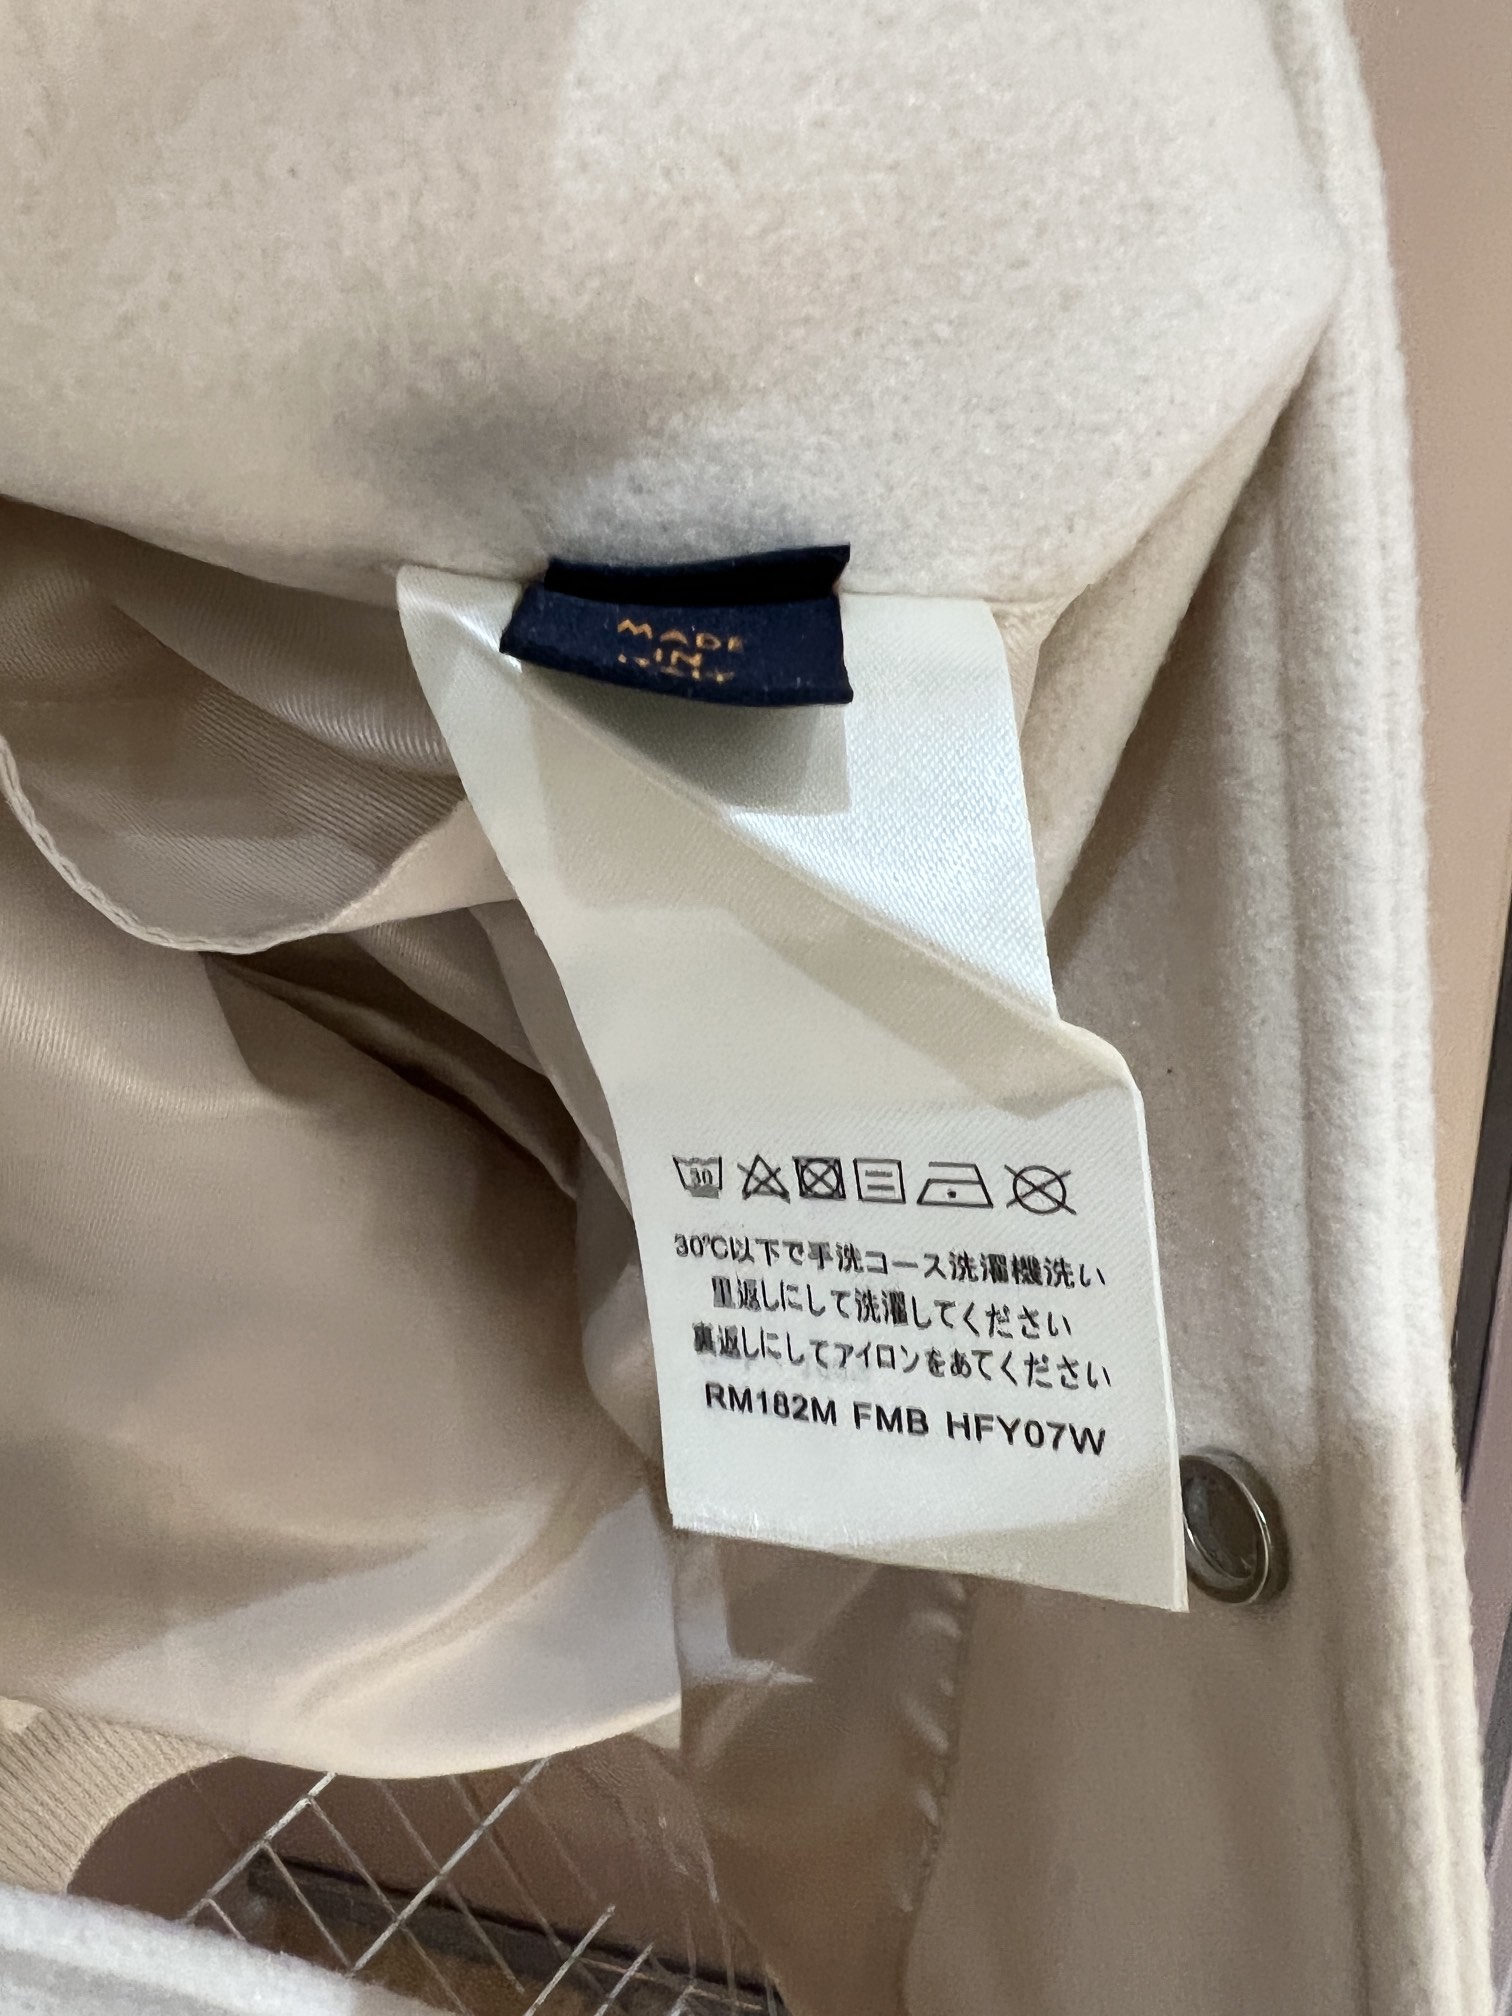 MADE
IN
30
30℃以下で手洗コース洗濯機洗い
裏返しにして洗濯してください
裏返しにしてアイロンをあてください
RM182M FMB HFY07W